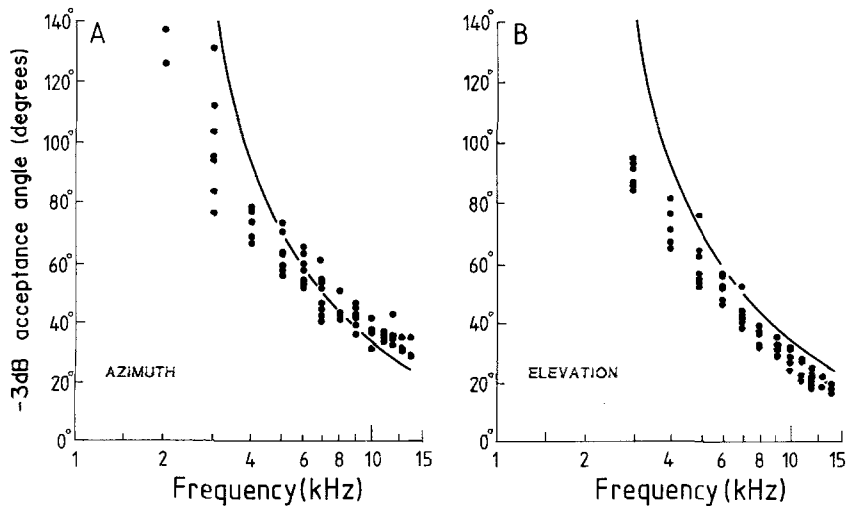 A
B
-3dB acceptance angle (degrees)
140°
120°
100°
80°
60°
40°
20°
0°
AZIMUTH
1 2 4 6 10 15
Frequency (kHz)
140°
120°
100°
80°
60°
40°
20°
0°
ELEVATION
1 2 4 6 10 15
Frequency (kHz)